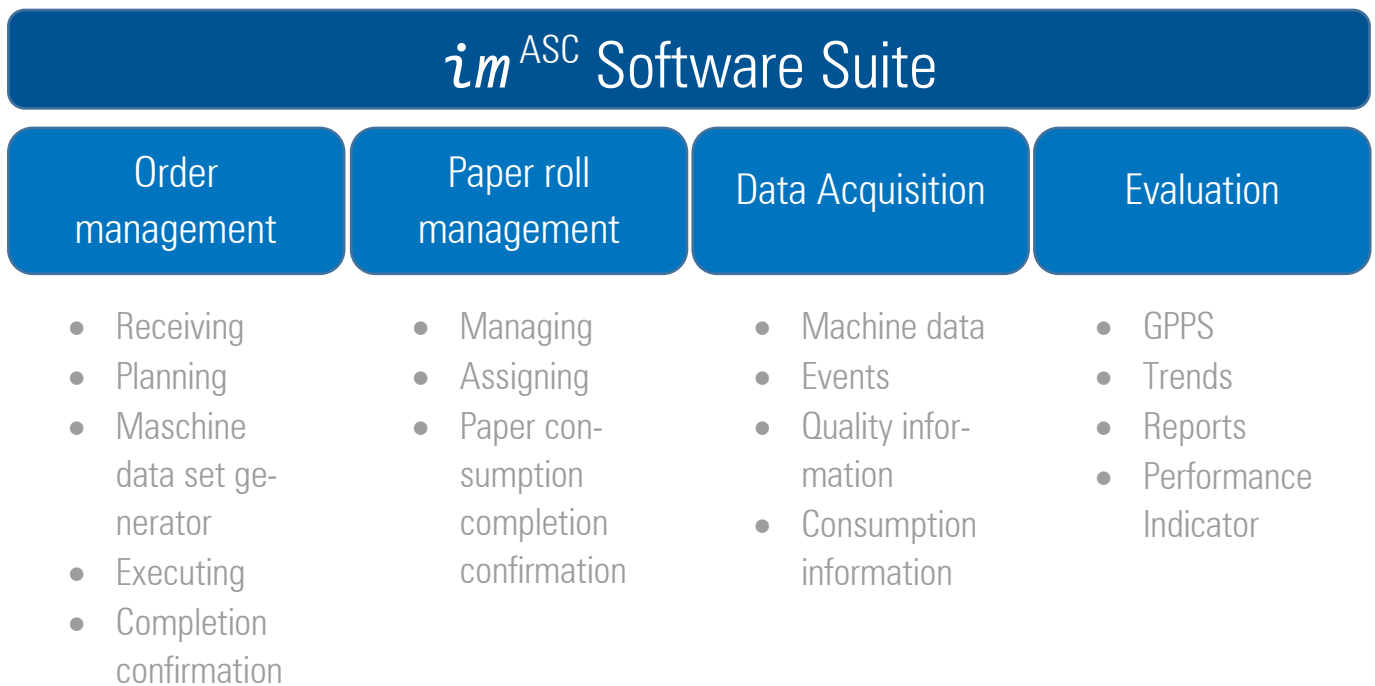 im ASC Software Suite
Order
management
Paper roll
management
Data Acquisition
Evaluation
• Receiving
• Planning
• Maschine
data set ge-
nerator
• Executing
• Completion
confirmation
• Managing
• Assigning
• Paper con-
sumption
completion
confirmation
• Machine data
• Events
• Quality infor-
mation
• Consumption
information
• GPPS
• Trends
• Reports
• Performance
Indicator